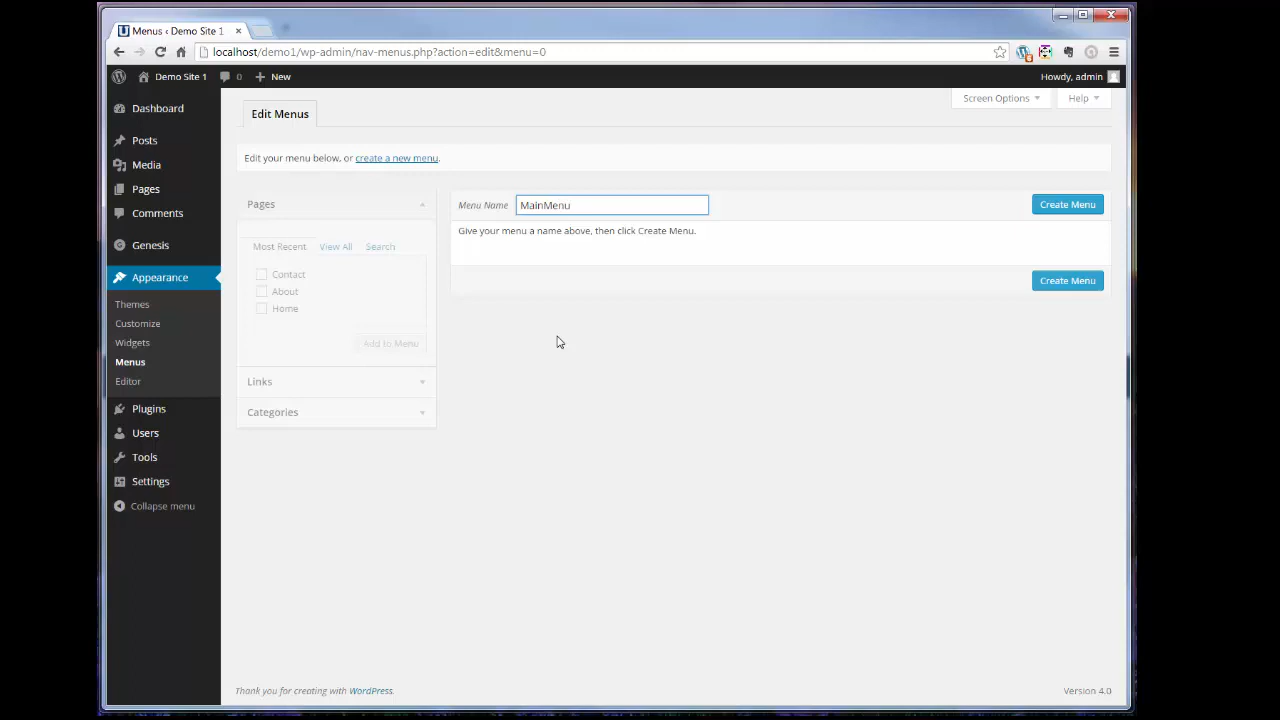 Menus ‹ Demo Site 1
localhost/demo1/wp-admin/nav-menus.php?action=edit&menu=0
Demo Site 1 0 New Howdy, admin
Dashboard
Posts
Media
Pages
Comments
Genesis
Appearance
Themes
Customize
Widgets
Menus
Editor
Plugins
Users
Tools
Settings
Collapse menu
Screen Options Help
Edit Menus
Edit your menu below, or create a new menu.
Pages
Most Recent View All Search
Contact
About
Home
Add to Menu
Links
Categories
Menu Name MainMenu Create Menu
Give your menu a name above, then click Create Menu.
Create Menu
Thank you for creating with WordPress. Version 4.0